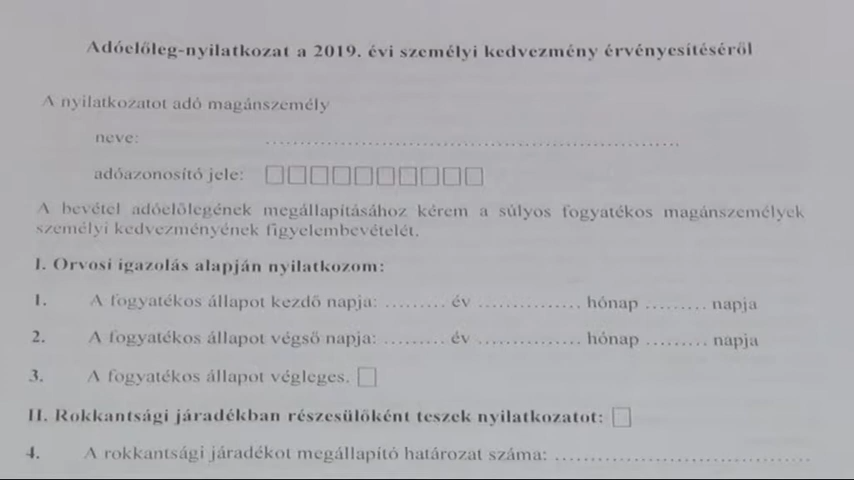 Adóelőleg-nyilatkozat a 2019. évi személyi kedvezmény érvényesítéséről
A nyilatkozatot adó magánszemély
neve: ......................................................................
adóazonosító jele: □□□□□□□□□□
A bevétel adóelőlegének megállapításához kérem a súlyos fogyatékos magánszemélyek
személyi kedvezményének figyelembevételét.
I. Orvosi igazolás alapján nyilatkozom:
1. A fogyatékos állapot kezdő napja: ......... év ............... hónap ......... napja
2. A fogyatékos állapot végső napja: ......... év ............... hónap ......... napja
3. A fogyatékos állapot végleges. □
II. Rokkantsági járadékban részesülőként teszek nyilatkozatot: □
4. A rokkantsági járadékot megállapító határozat száma: .....................................